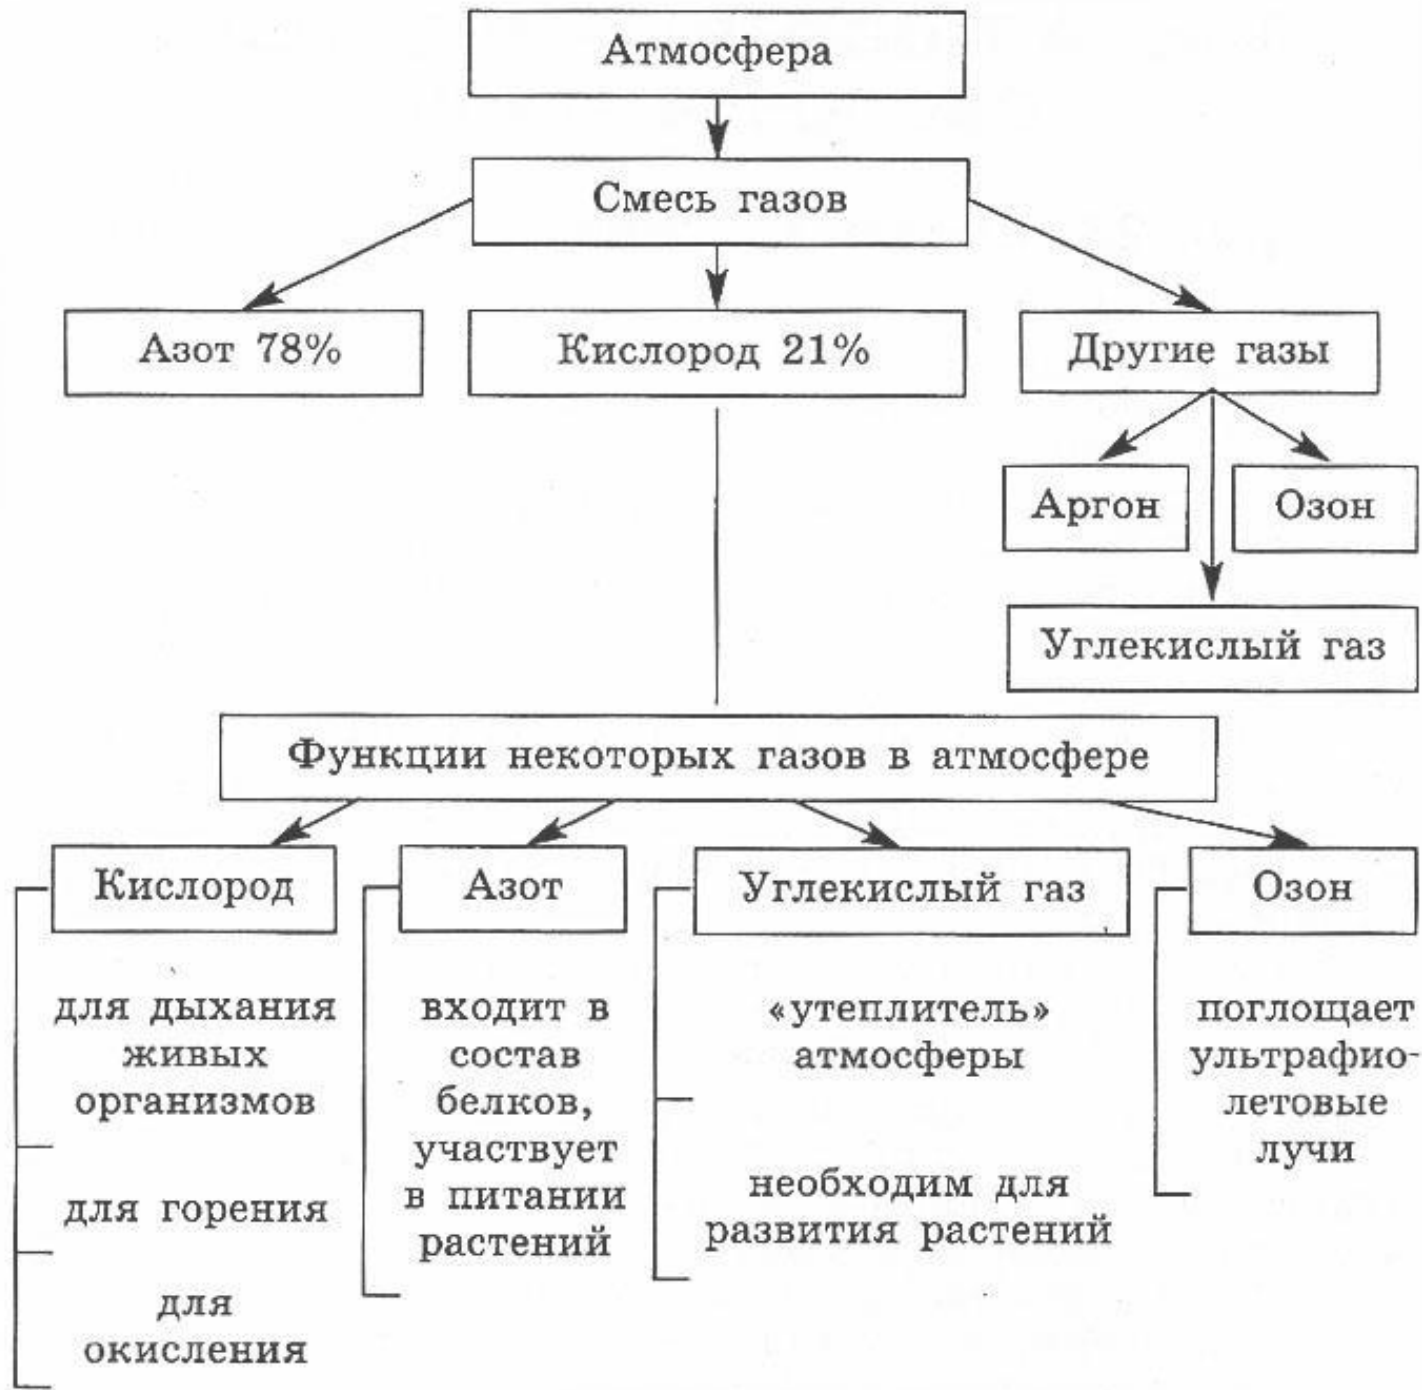 Атмосфера
Смесь газов
Азот 78%
Кислород 21%
Другие газы
Аргон
Озон
Углекислый газ
Функции некоторых газов в атмосфере
Кислород
для дыхания
живых
организмов
для горения
для
окисления
Азот
входит в
состав
белков,
участвует
в питании
растений
Углекислый газ
«утеплитель»
атмосферы
необходим для
развития растений
Озон
поглощает
ультрафио-
летовые
лучи